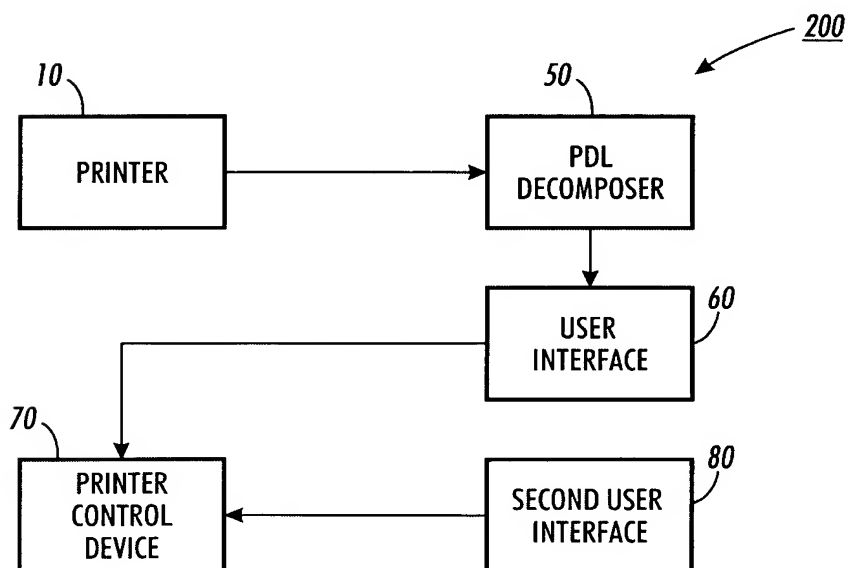 200
10
50
PRINTER
PDL
DECOMPOSER
60
USER
INTERFACE
70
80
PRINTER
CONTROL
DEVICE
SECOND USER
INTERFACE